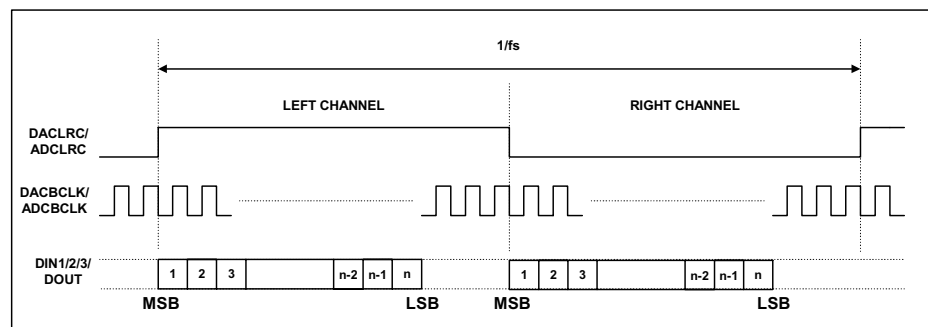 1/fs
LEFT CHANNEL
RIGHT CHANNEL
DACLRC/
ADCLRC
DACBCLK/
ADCBCLK
DIN1/2/3/
DOUT
1 2 3 n-2 n-1 n 1 2 3 n-2 n-1 n
MSB LSB MSB LSB